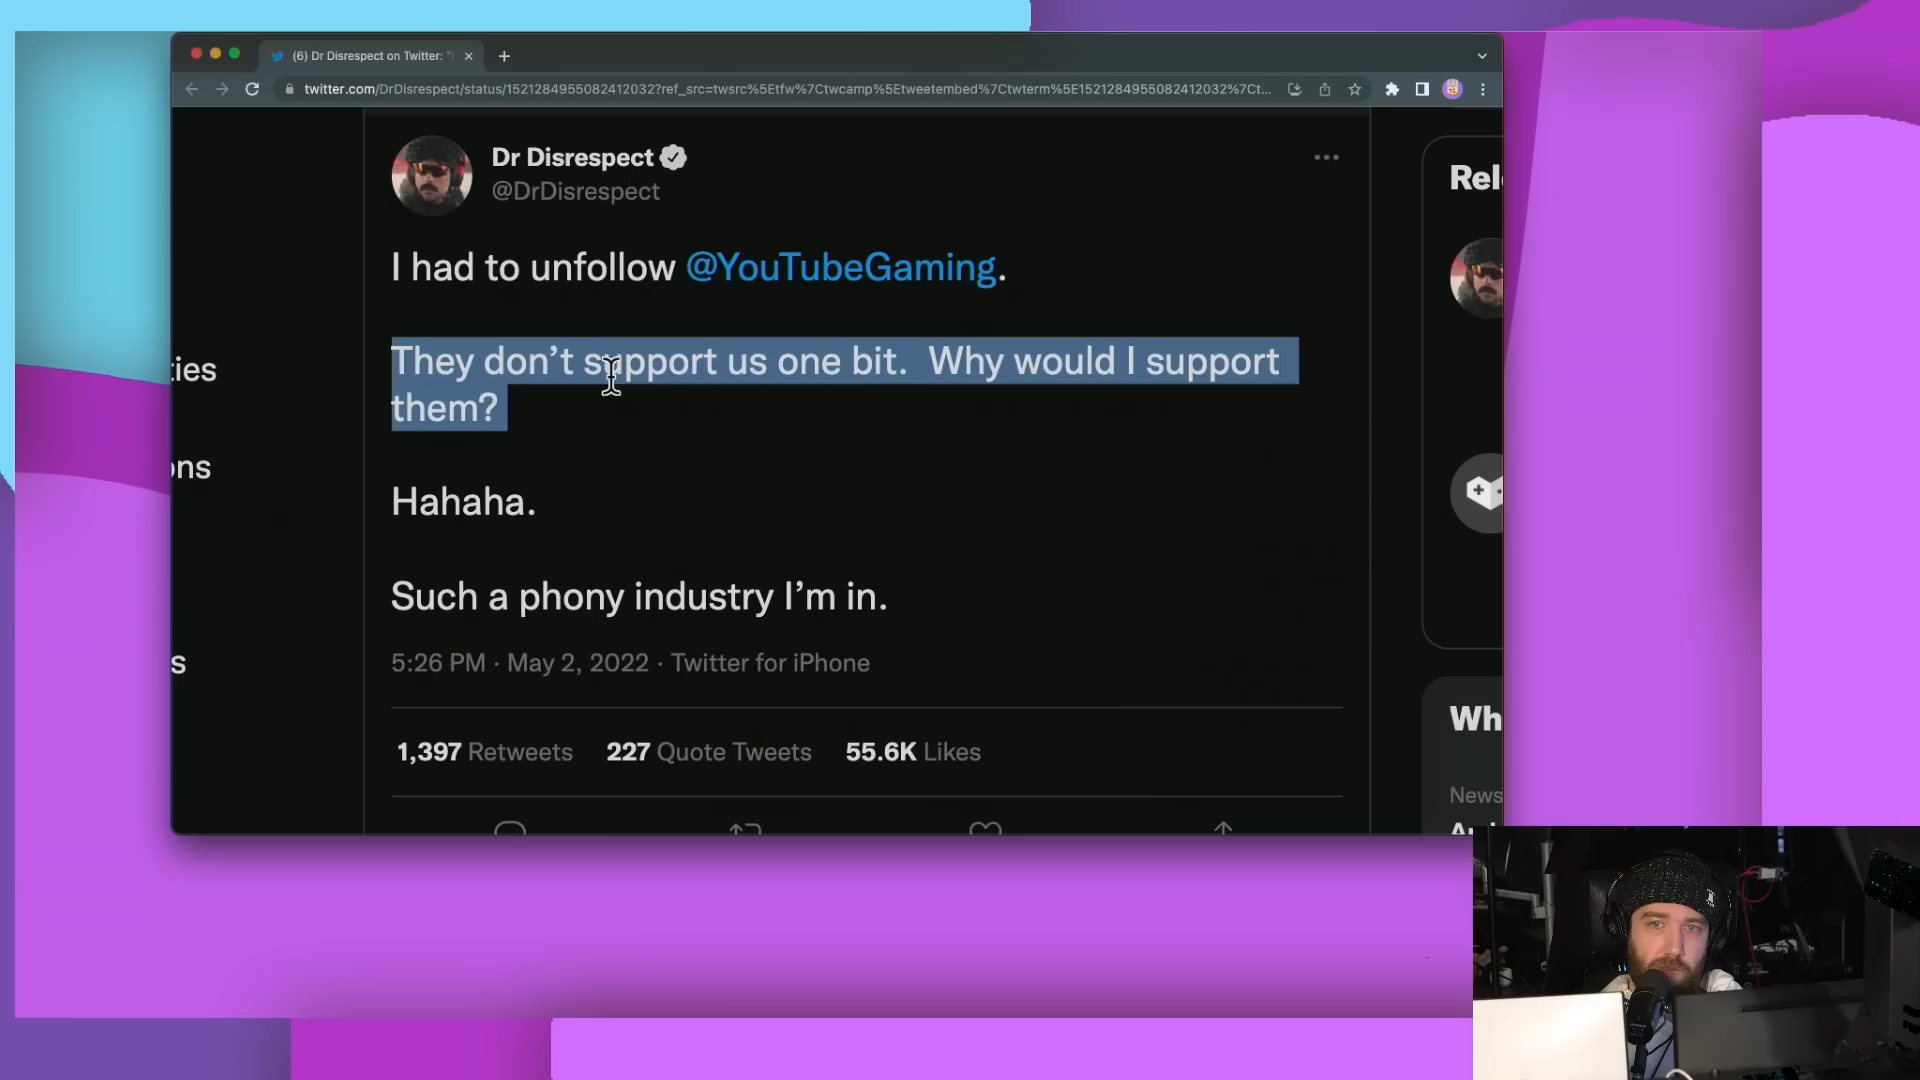 (6) Dr Disrespect on Twitter: "
twitter.com/DrDisrespect/status/1521284955082412032?ref_src=twsrc%5Etfw%7Ctwcamp%5Etweetembed%7Ctwterm%5E1521284955082412032%7Ct...
Dr Disrespect
@DrDisrespect
I had to unfollow @YouTubeGaming.
They don’t support us one bit.  Why would I support
them?
Hahaha.
Such a phony industry I’m in.
5:26 PM · May 2, 2022 · Twitter for iPhone
1,397 Retweets 227 Quote Tweets 55.6K Likes
ties
ons
s
Rel
Wh
News